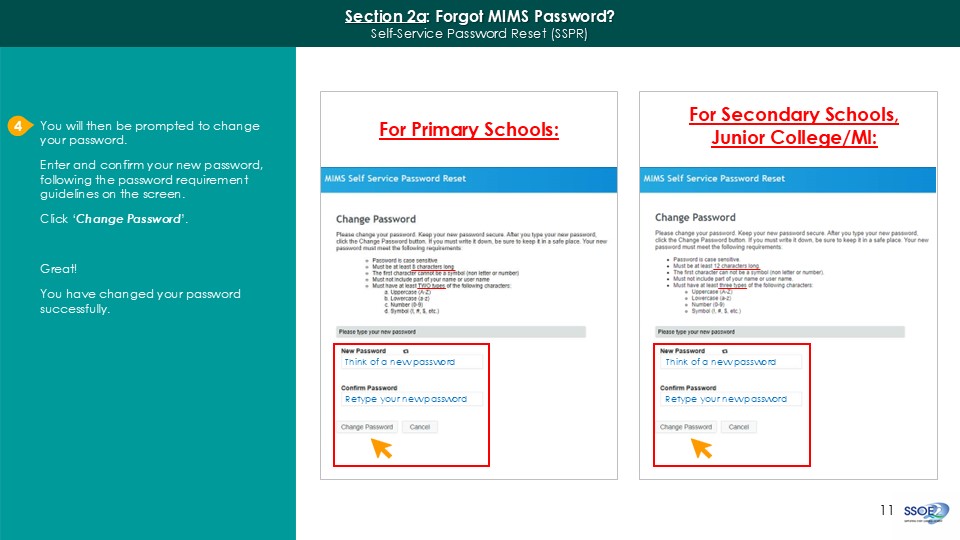 Section 2a: Forgot MIMS Password?
Self-Service Password Reset (SSPR)
4
You will then be prompted to change
your password.
Enter and confirm your new password,
following the password requirement
guidelines on the screen.
Click ‘Change Password’.
Great!
You have changed your password
successfully.
For Primary Schools:
MIMS Self Service Password Reset
Change Password
Please change your password. Keep your new password secure. After you type your new password,
click the Change Password button. If you must write it down, be sure to keep it in a safe place. Your new
password must meet the following requirements:
Password is case sensitive
Must be at least 8 characters long
The first character cannot be a symbol (non letter or number)
Must not include part of your name or user name
Must have at least TWO types of the following characters:
a. Uppercase (A-Z)
b. Lowercase (a-z)
c. Number (0-9)
d. Symbol (!, #, $, etc.)
Please type your new password
New Password
Think of a new password
Confirm Password
Retype your new password
Change Password Cancel
For Secondary Schools,
Junior College/MI:
MIMS Self Service Password Reset
Change Password
Please change your password. Keep your new password secure. After you type your new password,
click the Change Password button. If you must write it down, be sure to keep it in a safe place. Your new
password must meet the following requirements:
Password is case sensitive
Must be at least 12 characters long
The first character can not be a symbol (non letter or number)
Must not include part of your name or user name
Must have at least three types of the following characters:
Uppercase (A-Z)
Lowercase (a-z)
Number (0-9)
Symbol (!, #, $, etc.)
Please type your new password
New Password
Think of a new password
Confirm Password
Retype your new password
Change Password Cancel
11
SSOE2